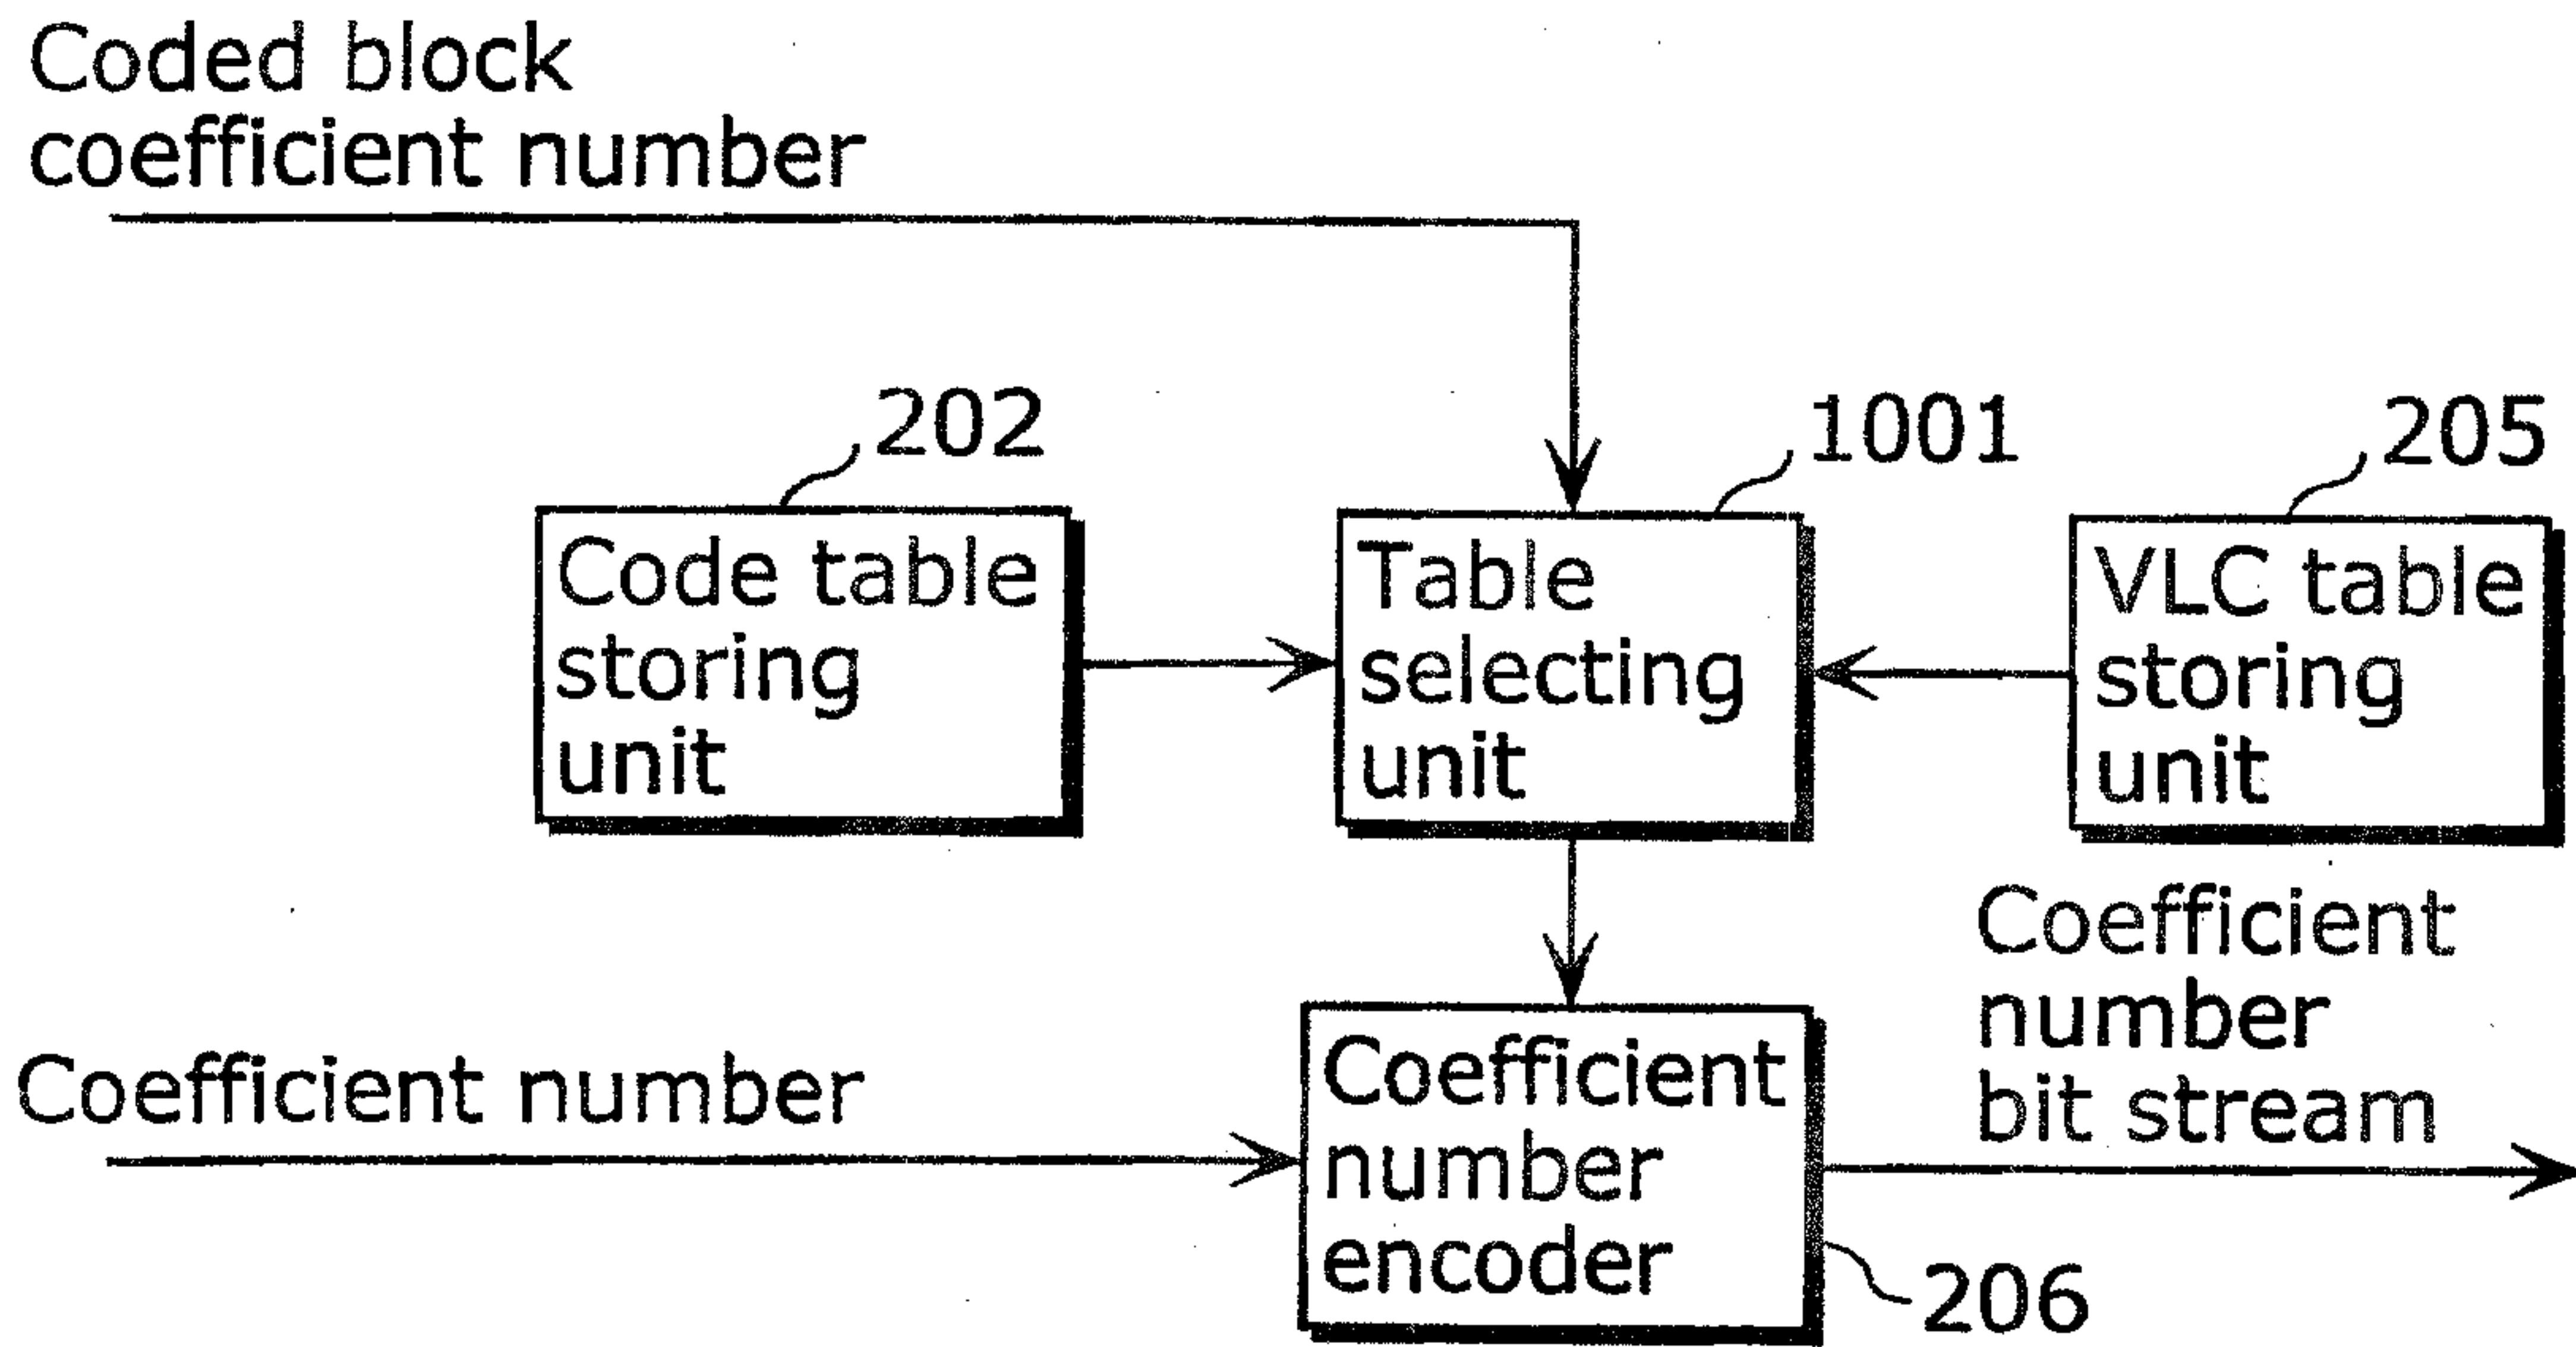 Coded block
coefficient number
202
1001
205
Code table
storing
unit
Table
selecting
unit
VLC table
storing
unit
Coefficient
number
bit stream
Coefficient number
Coefficient
number
encoder
206